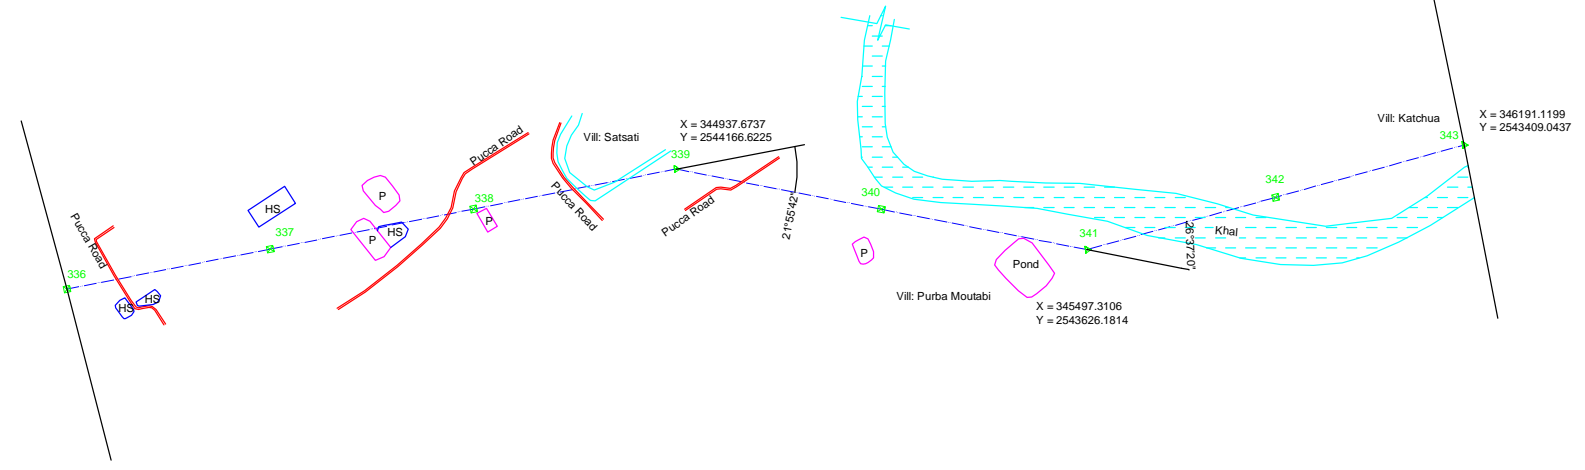 336
Pucca Road
HS
HS
337
HS
P
P
HS
338
P
Pucca Road
Pucca Road
Vill: Satsati
X = 344937.6737
Y = 2544166.6225
339
Pucca Road
21°55'42"
340
P
Vill: Purba Moutabi
Pond
X = 345497.3106
Y = 2543626.1814
341
26°37'20"
Khal
342
Vill: Katchua
343
X = 346191.1199
Y = 2543409.0437